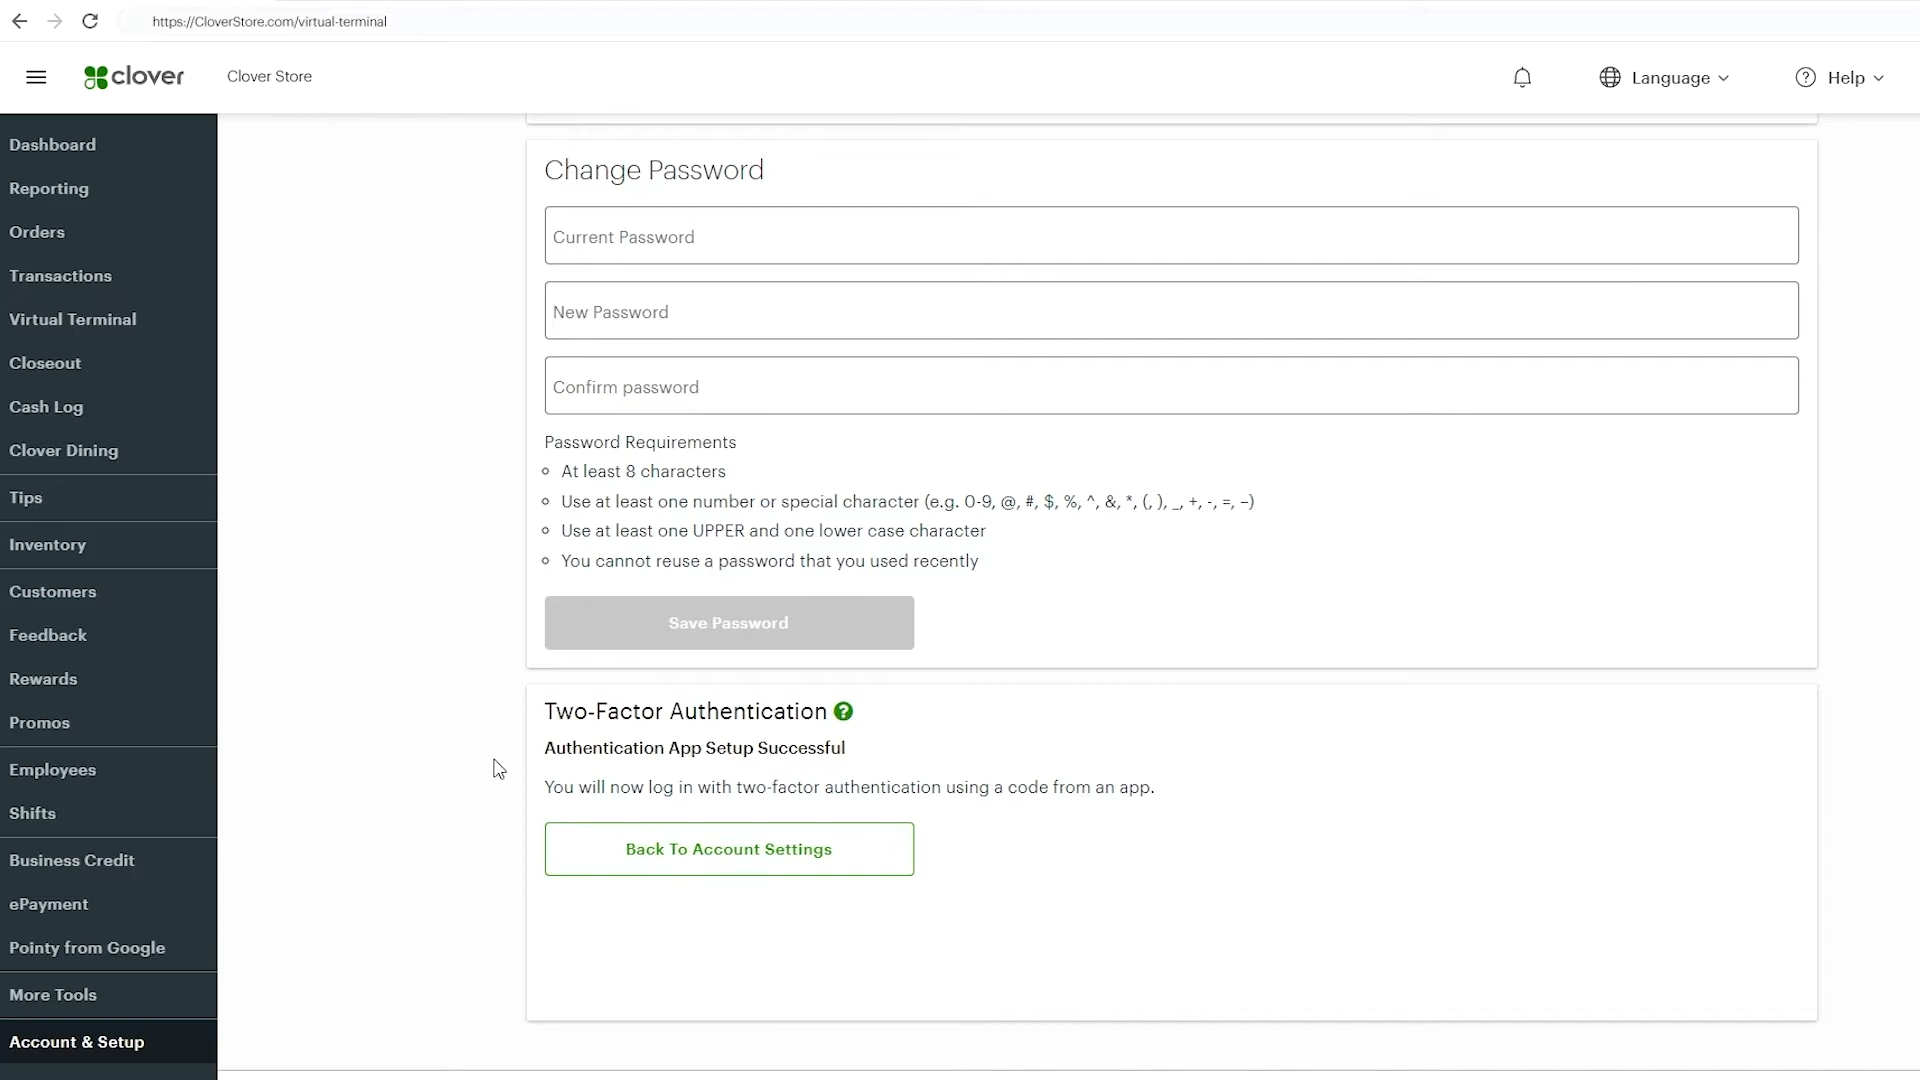 https://CloverStore.com/virtual-terminal
clover
Clover Store
Language
Help
Dashboard
Reporting
Orders
Transactions
Virtual Terminal
Closeout
Cash Log
Clover Dining
Tips
Inventory
Customers
Feedback
Rewards
Promos
Employees
Shifts
Business Credit
ePayment
Pointy from Google
More Tools
Account & Setup
Change Password
Current Password
New Password
Confirm password
Password Requirements
At least 8 characters
Use at least one number or special character (e.g. 0-9, @, #, $, %, ^, &, *, (, ), _, +, -, =, ~)
Use at least one UPPER and one lower case character
You cannot reuse a password that you used recently
Save Password
Two-Factor Authentication ?
Authentication App Setup Successful
You will now log in with two-factor authentication using a code from an app.
Back To Account Settings